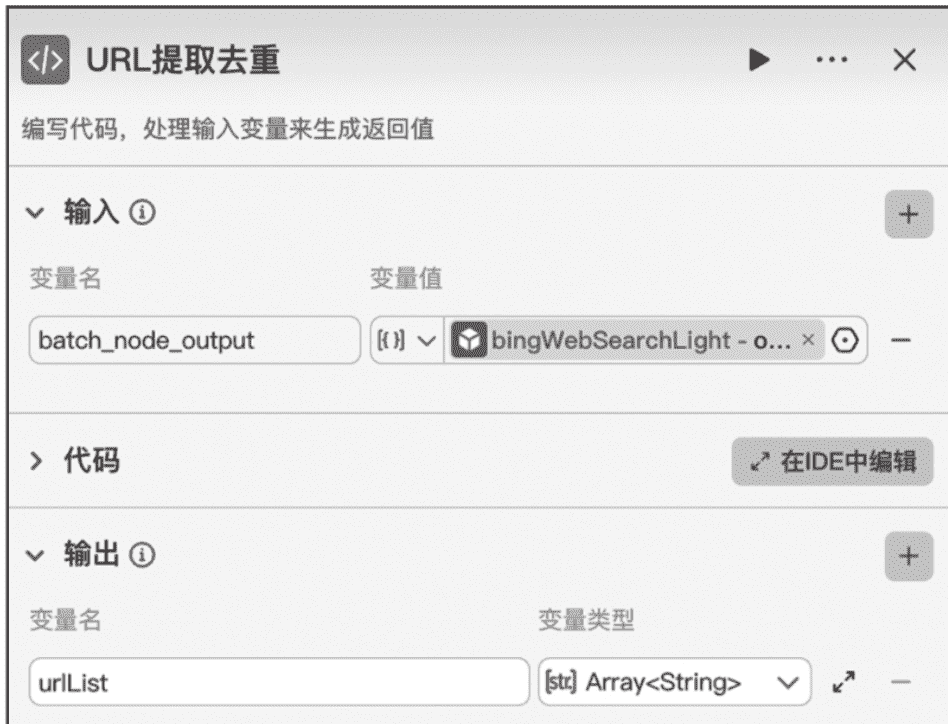 URL提取去重
编写代码，处理输入变量来生成返回值
输入
变量名 变量值
batch_node_output bingWebSearchLight - o...
代码 在IDE中编辑
输出
变量名 变量类型
urlList [str.] Array<String>